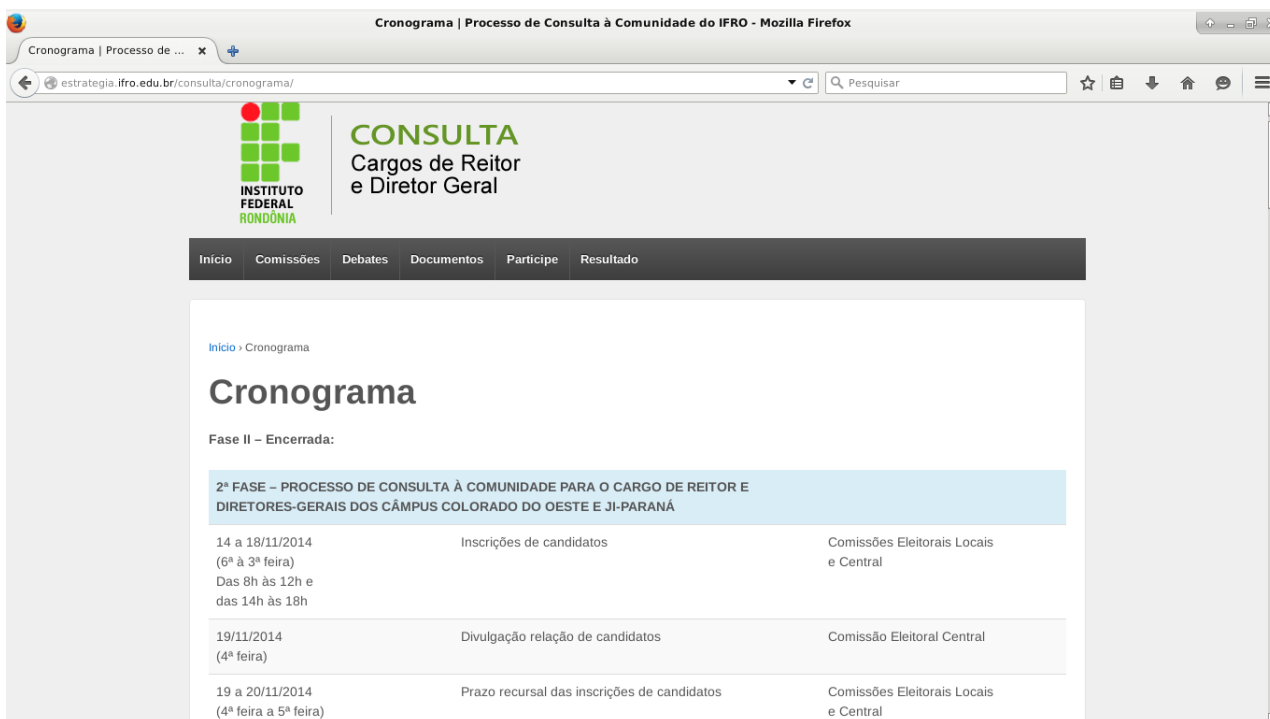 Cronograma | Processo de Consulta à Comunidade do IFRO - Mozilla Firefox
Cronograma | Processo de ...
estrategia.ifro.edu.br/consulta/cronograma/
Pesquisar
INSTITUTO
FEDERAL
RONDÔNIA
CONSULTA
Cargos de Reitor
e Diretor Geral
Início Comissões Debates Documentos Participe Resultado
Início › Cronograma
Cronograma
Fase II – Encerrada:
2ª FASE – PROCESSO DE CONSULTA À COMUNIDADE PARA O CARGO DE REITOR E
DIRETORES-GERAIS DOS CÂMPUS COLORADO DO OESTE E JI-PARANÁ
14 a 18/11/2014 Inscrições de candidatos Comissões Eleitorais Locais
(6ª à 3ª feira) e Central
Das 8h às 12h e
das 14h às 18h
19/11/2014 Divulgação relação de candidatos Comissão Eleitoral Central
(4ª feira)
19 a 20/11/2014 Prazo recursal das inscrições de candidatos Comissões Eleitorais Locais
(4ª feira a 5ª feira) e Central